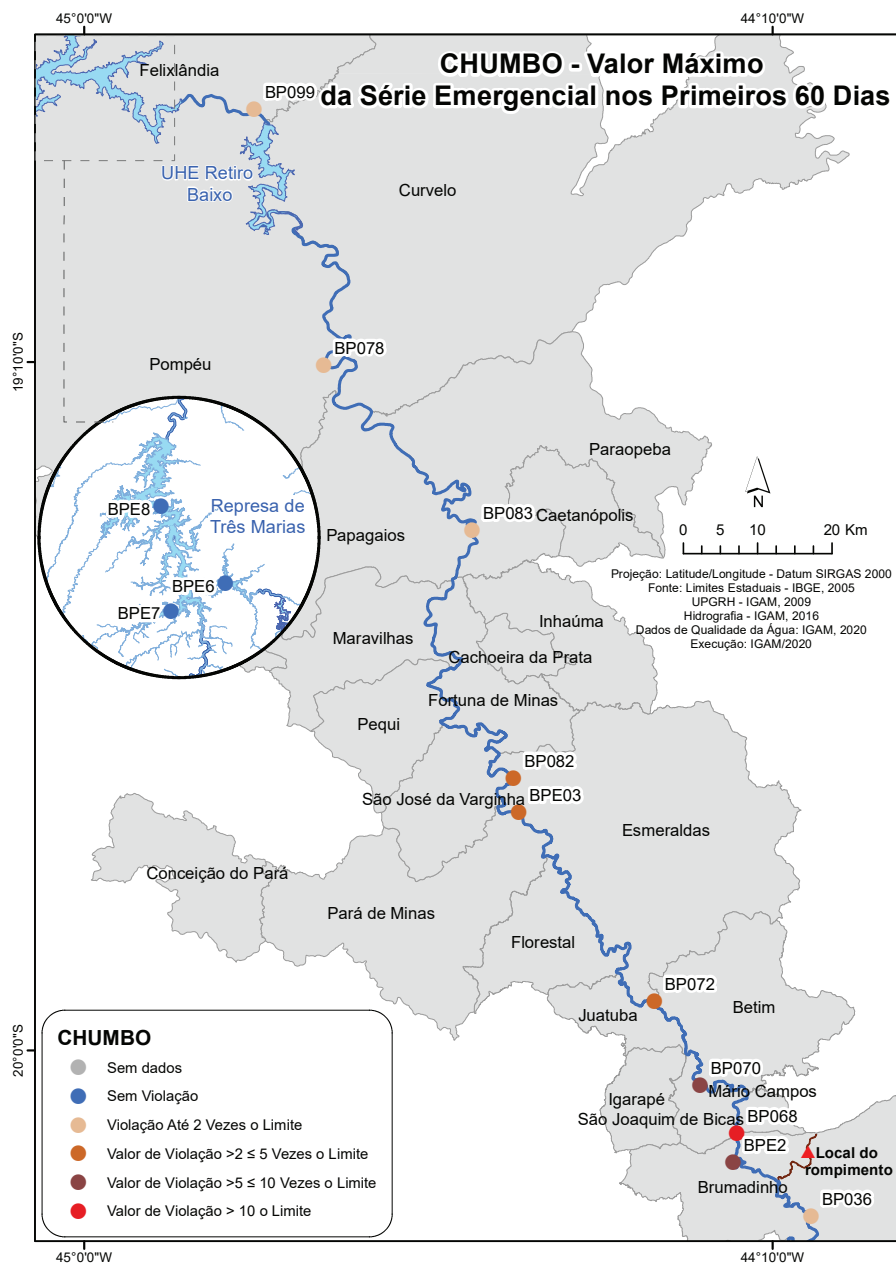 45°0'0"W
44°10'0"W
CHUMBO - Valor Máximo
da Série Emergencial nos Primeiros 60 Dias
Felixlândia
BP099
UHE Retiro
Baixo
Curvelo
19°10'0"S
BP078
Pompéu
Paraopeba
BPE8
Represa de
Três Marias
BPE6
BPE7
BP083
Caetanópolis
Papagaios
N
0 5 10 20 Km
Projeção: Latitude/Longitude - Datum SIRGAS 2000
Fonte: Limites Estaduais - IBGE, 2005
UPGRH - IGAM, 2009
Hidrografia - IGAM, 2016
Dados de Qualidade da Água: IGAM, 2020
Execução: IGAM/2020
Inhaúma
Maravilhas
Cachoeira da Prata
Fortuna de Minas
Pequi
BP082
São José da Varginha
BPE03
Esmeraldas
Conceição do Pará
Pará de Minas
Florestal
BP072
Juatuba
Betim
20°0'0"S
BP070
Mário Campos
Igarapé
São Joaquim de Bicas
BP068
BPE2
Local do
rompimento
Brumadinho
BP036
CHUMBO
Sem dados
Sem Violação
Violação Até 2 Vezes o Limite
Valor de Violação >2 ≤ 5 Vezes o Limite
Valor de Violação >5 ≤ 10 Vezes o Limite
Valor de Violação > 10 o Limite
45°0'0"W
44°10'0"W